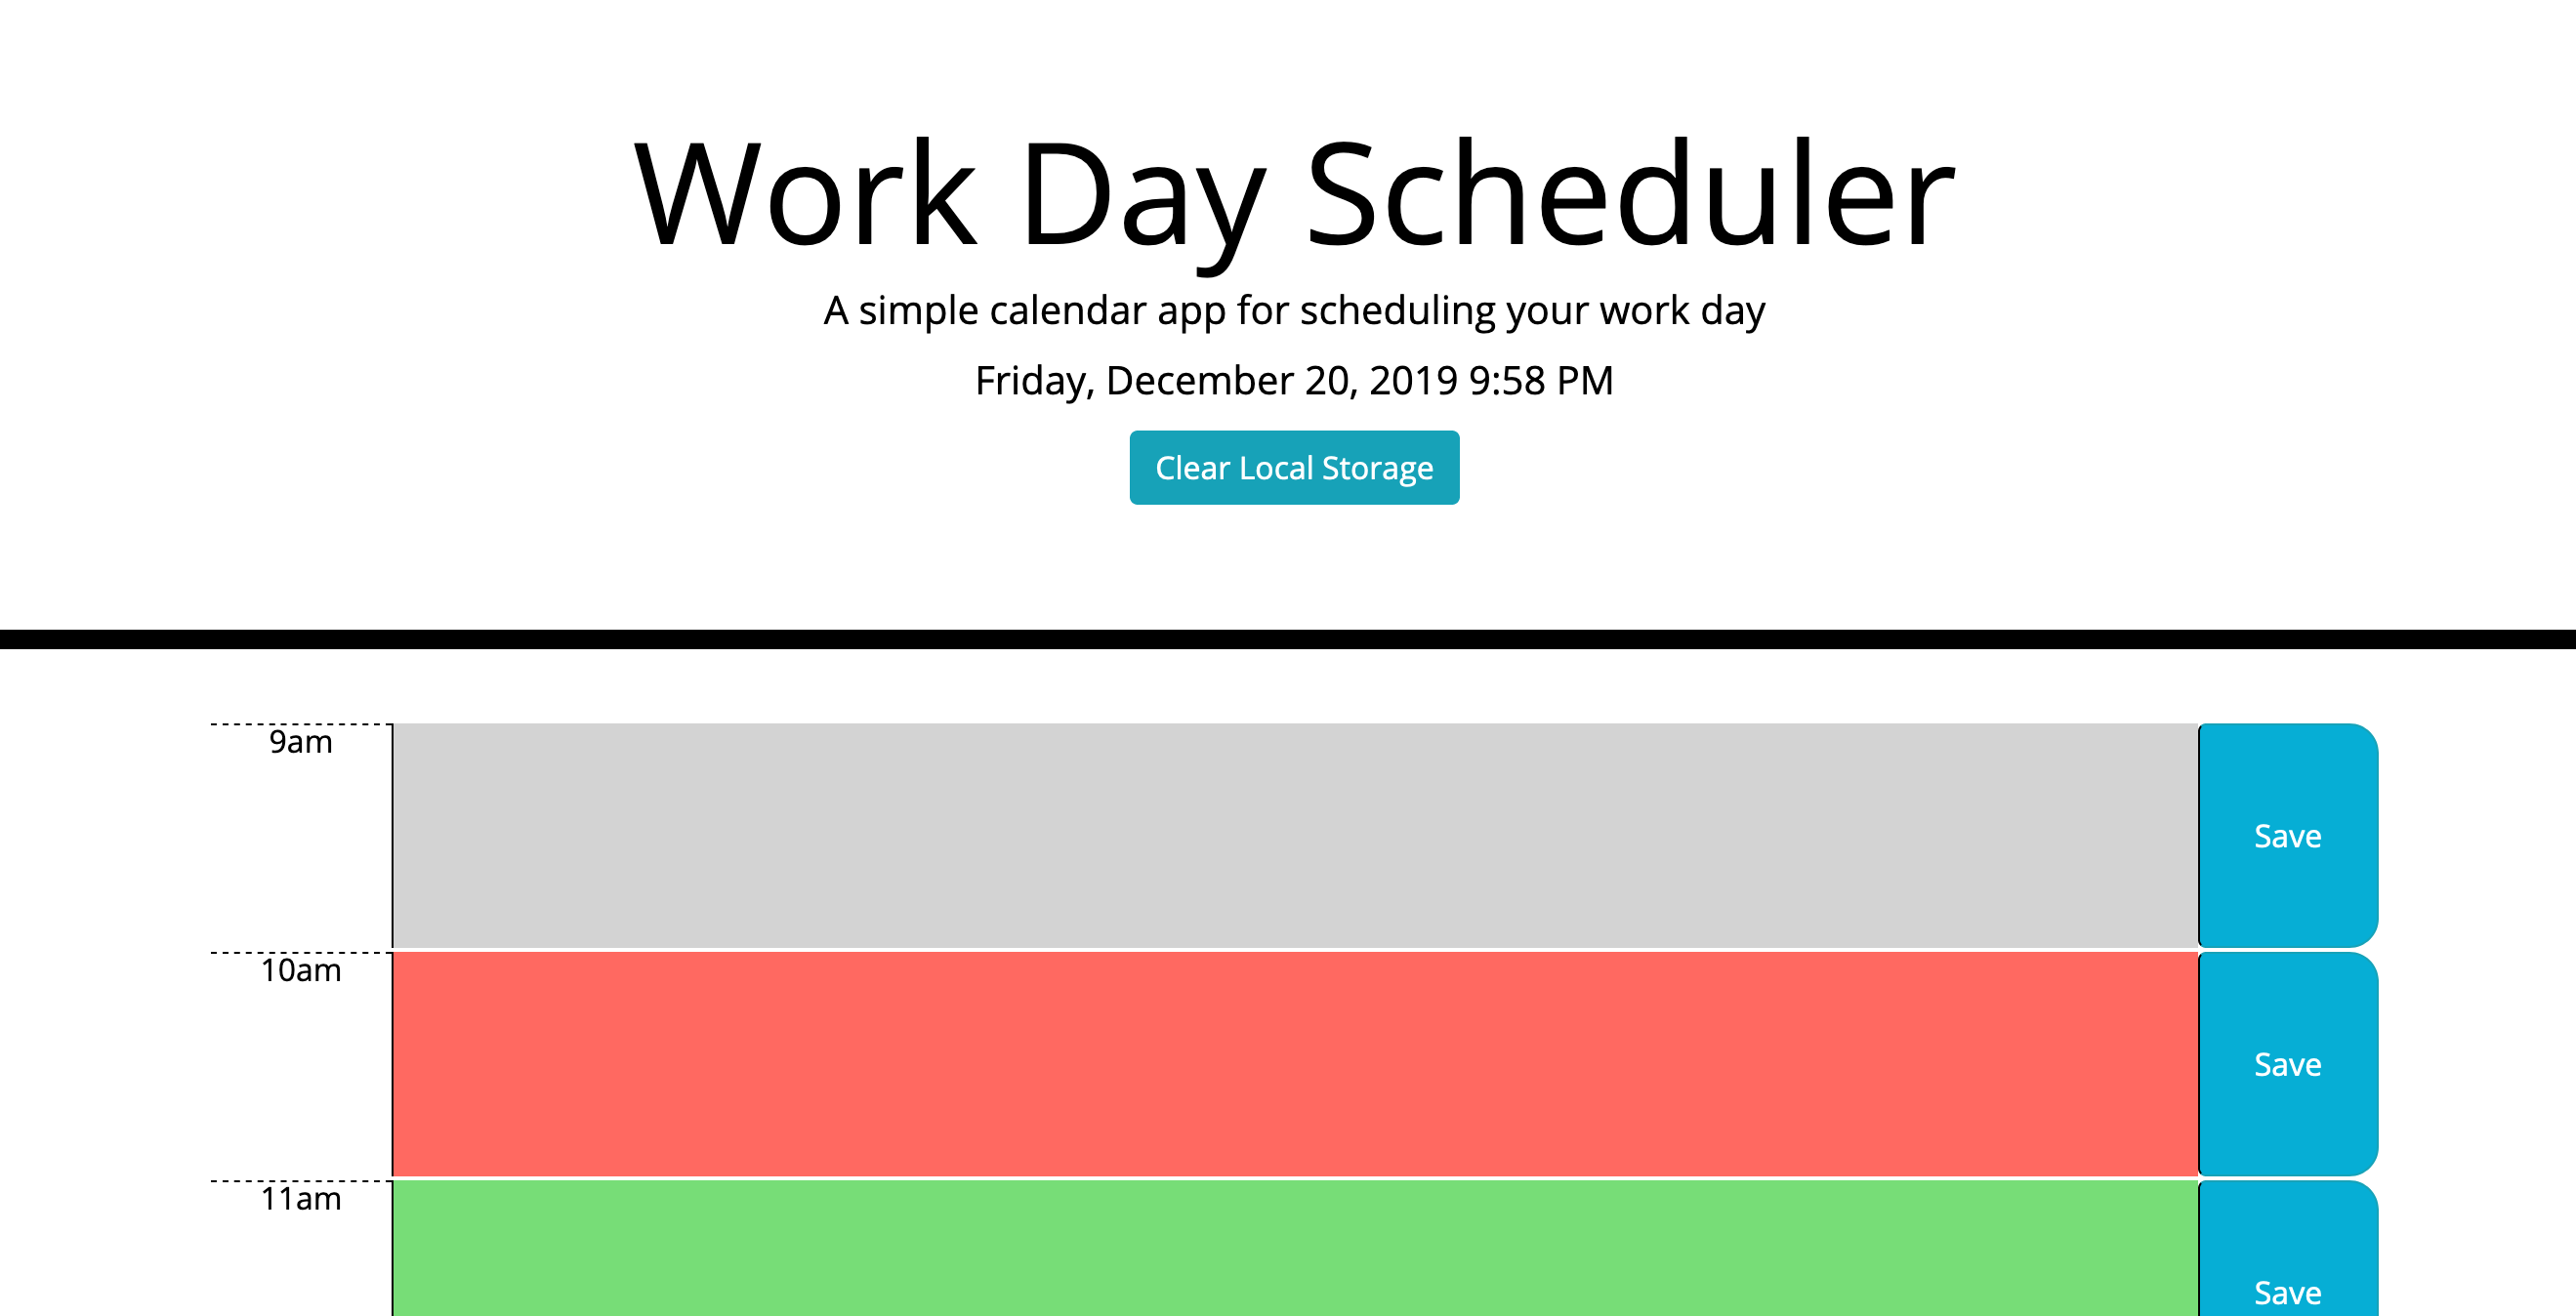 Work Day Scheduler
A simple calendar app for scheduling your work day
Friday, December 20, 2019 9:58 PM
Clear Local Storage
9am
Save
10am
Save
11am
Save